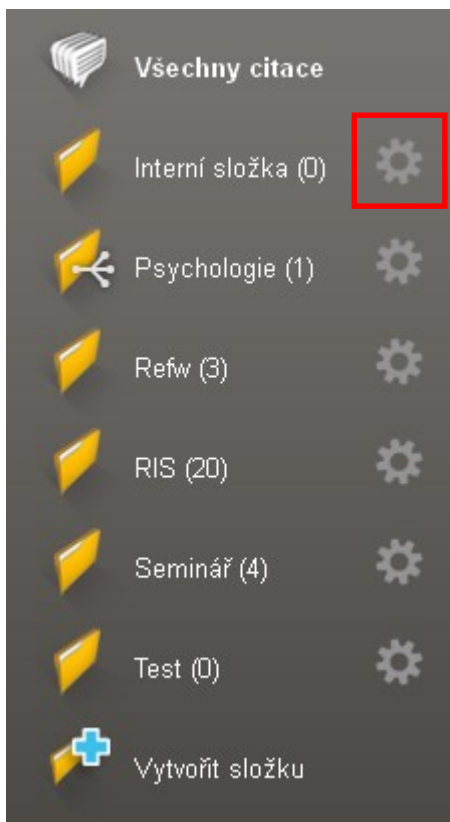 Všechny citace
Interní složka (0)
Psychologie (1)
Refw (3)
RIS (20)
Seminář (4)
Test (0)
Vytvořit složku